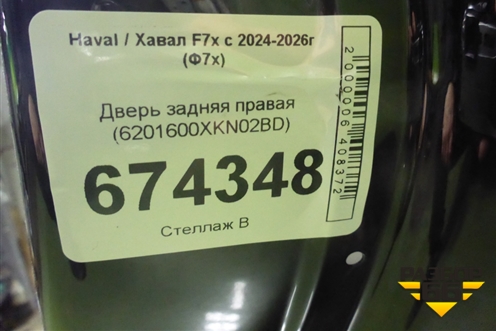 Haval / Хавал F7x с 2024-2026г
(Ф7х)
Дверь задняя правая
(6201600XKN02BD)
674348
Стеллаж В
2000006408372